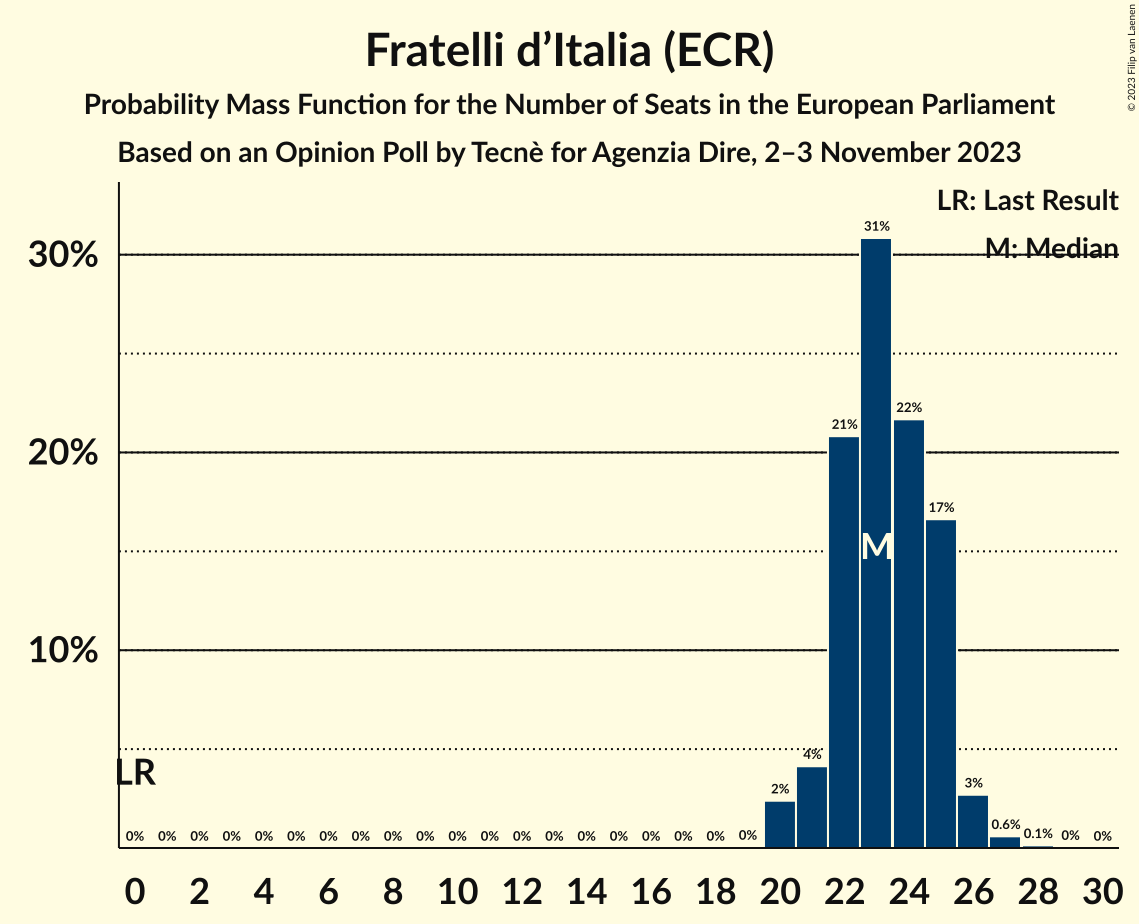 Fratelli d’Italia (ECR)
Probability Mass Function for the Number of Seats in the European Parliament
Based on an Opinion Poll by Tecnè for Agenzia Dire, 2–3 November 2023
© 2023 Filip van Laenen
LR: Last Result
M: Median
30%
20%
10%
31%
22%
21%
17%
M
4%
LR
2%
3%
0.6%
0.1%
0% 0% 0% 0% 0% 0% 0% 0% 0% 0% 0% 0% 0% 0% 0% 0% 0% 0% 0% 0% 0% 0%
0 2 4 6 8 10 12 14 16 18 20 22 24 26 28 30